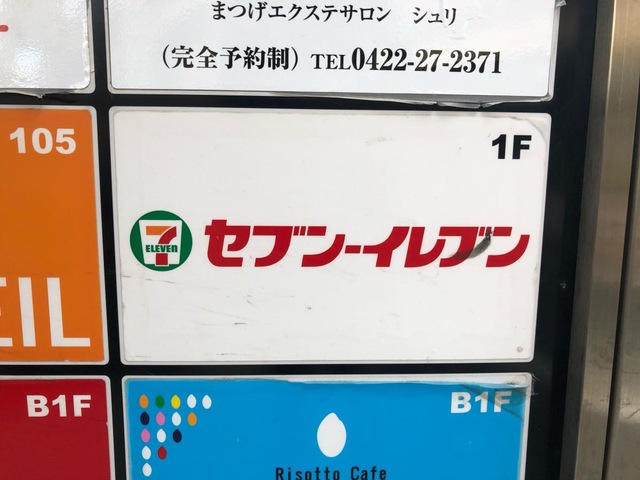 まつげエクステサロン シュリ
(完全予約制) TEL0422-27-2371
105
EIL
1F
7
ELEVEN
セブン-イレブン
B1F
B1F
Risotto Cafe